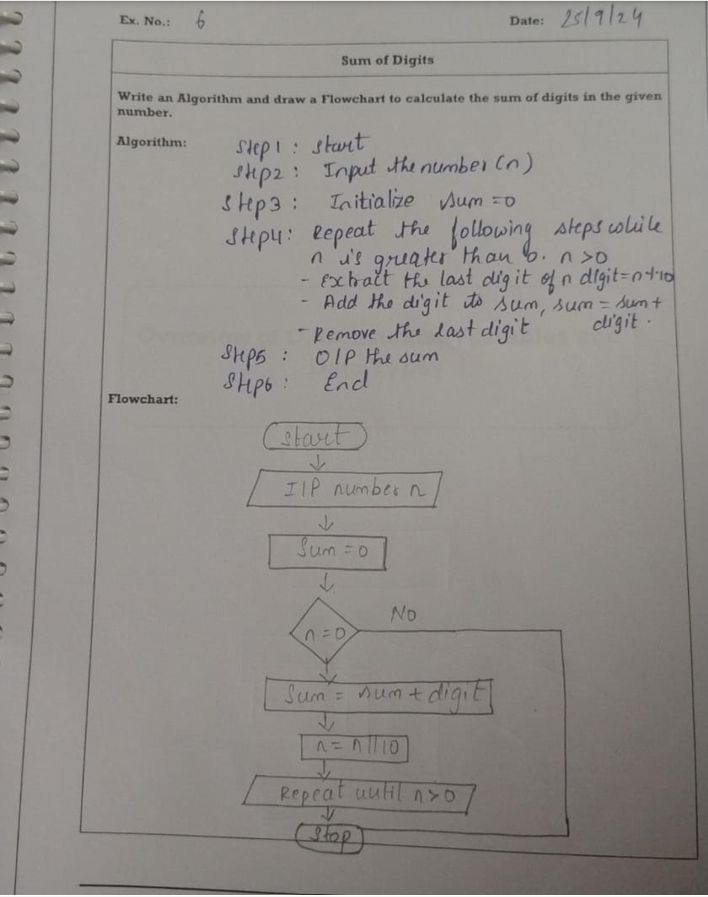 Ex. No.: 6
Date: 25/9/24
Sum of Digits
Write an Algorithm and draw a Flowchart to calculate the sum of digits in the given
number.
Algorithm:
Step1 : Start
Step2 : Input the number (n)
Step3 : Initialize sum = 0
Step4 : Repeat the following steps while
n is greater than 0. n > 0
- Extract the last digit of n digit = n % 10
- Add the digit to sum, sum = sum +
digit.
- Remove the last digit
Step5 : O/P the sum
Step6 : End
Flowchart:
Start
I/P number n
Sum = 0
n = 0
No
Sum = sum + digit
n = n//10
Repeat until n > 0
Stop